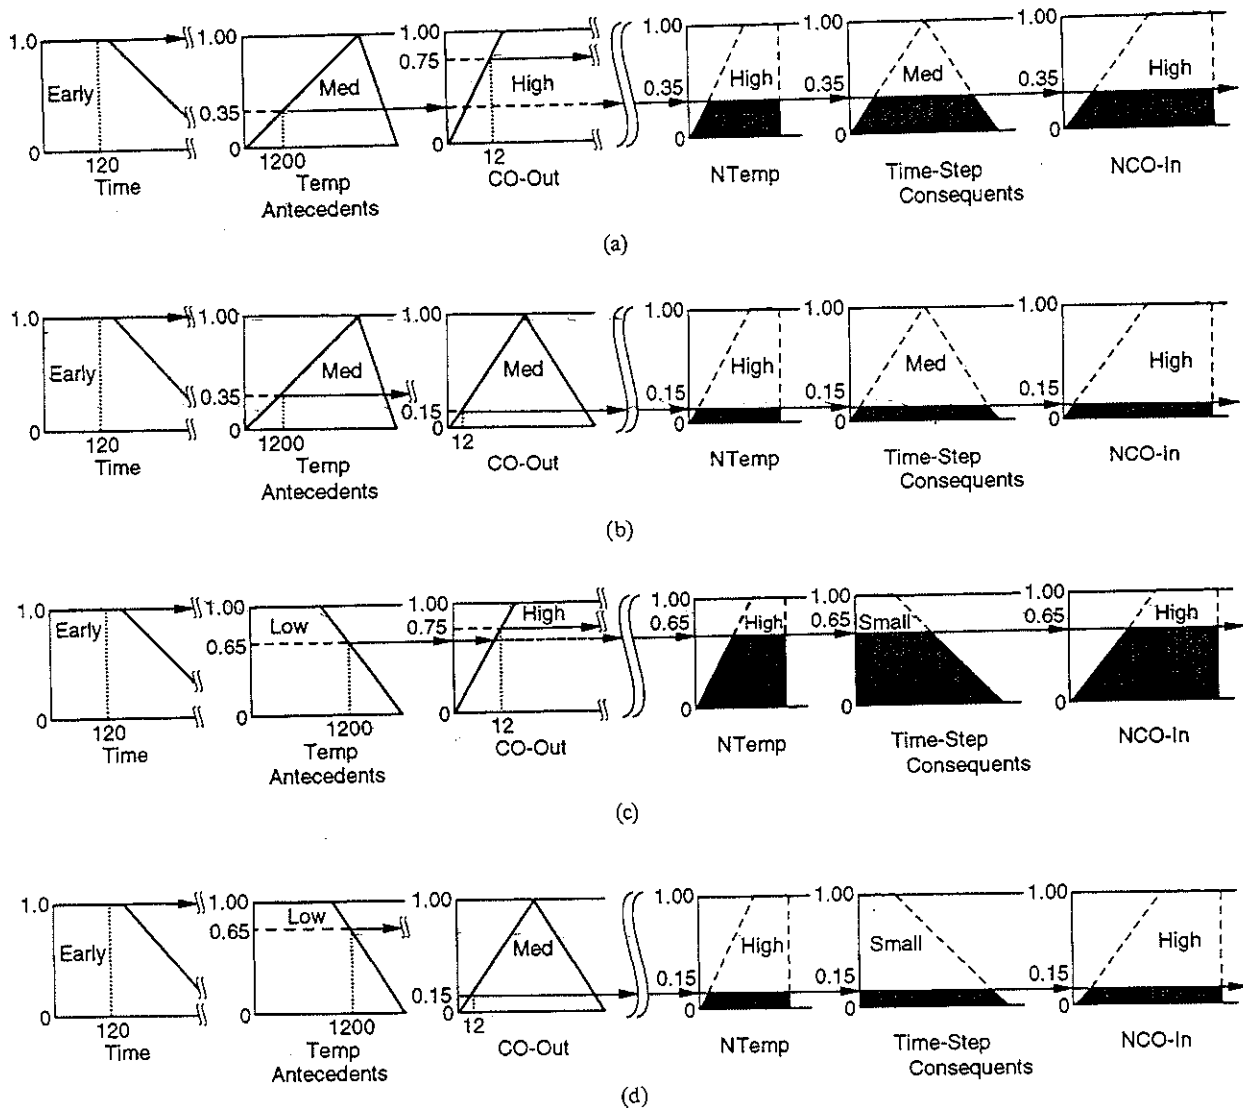 1.0 1.00 1.00 1.00 1.00 1.00
Early 0.35 Med 0.75 High 0.35 High 0.35 Med 0.35 High
0 120 0 1200 0 12 0 0 0
Time Temp CO-Out NTemp Time-Step NCO-In
Antecedents Consequents
(a)
1.0 1.00 1.00 1.00 1.00 1.00
Early 0.35 Med 0.15 Med 0.15 High 0.15 Med 0.15 High
0 120 0 1200 0 12 0 0 0
Time Temp CO-Out NTemp Time-Step NCO-In
Antecedents Consequents
(b)
1.0 1.00 1.00 1.00 1.00 1.00
Early 0.65 Low 0.75 High 0.65 High 0.65 Small 0.65 High
0 120 0 1200 0 12 0 0 0
Time Temp CO-Out NTemp Time-Step NCO-In
Antecedents Consequents
(c)
1.0 1.00 1.00 1.00 1.00 1.00
Early 0.65 Low 0.15 Med 0.15 High 0.15 Small 0.15 High
0 120 0 1200 0 12 0 0 0
Time Temp CO-Out NTemp Time-Step NCO-In
Antecedents Consequents
(d)